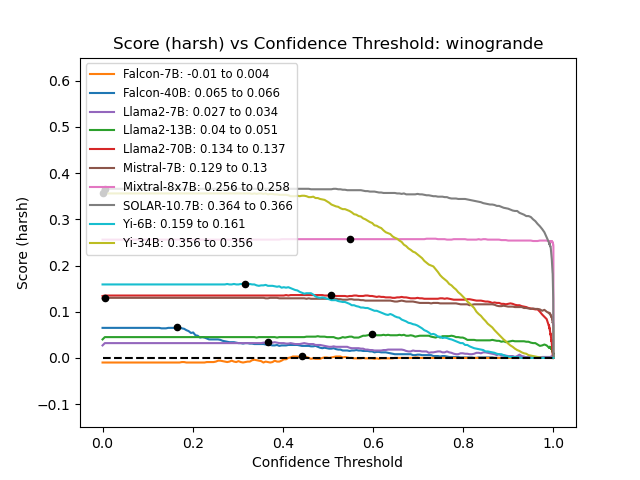 Score (harsh) vs Confidence Threshold: winogrande
Falcon-7B: -0.01 to 0.004
Falcon-40B: 0.065 to 0.066
Llama2-7B: 0.027 to 0.034
Llama2-13B: 0.04 to 0.051
Llama2-70B: 0.134 to 0.137
Mistral-7B: 0.129 to 0.13
Mixtral-8x7B: 0.256 to 0.258
SOLAR-10.7B: 0.364 to 0.366
Yi-6B: 0.159 to 0.161
Yi-34B: 0.356 to 0.356
Score (harsh)
0.6
0.5
0.4
0.3
0.2
0.1
0.0
−0.1
0.0 0.2 0.4 0.6 0.8 1.0
Confidence Threshold